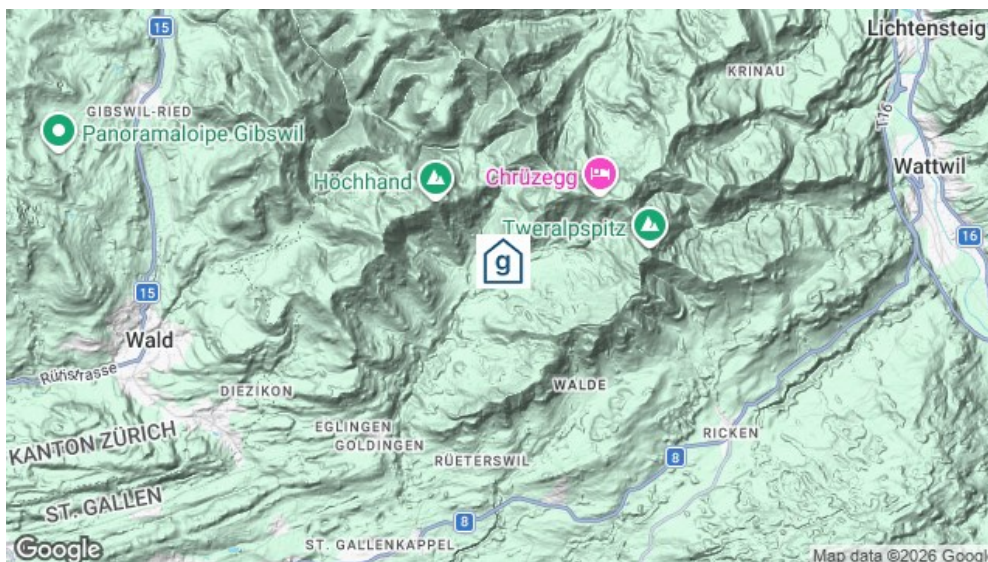 15
Lichtensteig
KRINAU
GIBSWIL-RIED
Panoramaloipe Gibswil
T-16
Höchhand
Chrüzegg
Wattwil
Tweralpspitz
16
g
15
Wald
Rütistrasse
DIEZIKON
WALDE
EGLINGEN
GOLDINGEN
RICKEN
KANTON ZÜRICH
RÜETERSWIL
8
ST. GALLEN
8
ST. GALLENKAPPEL
Google
Map data ©2026 Google